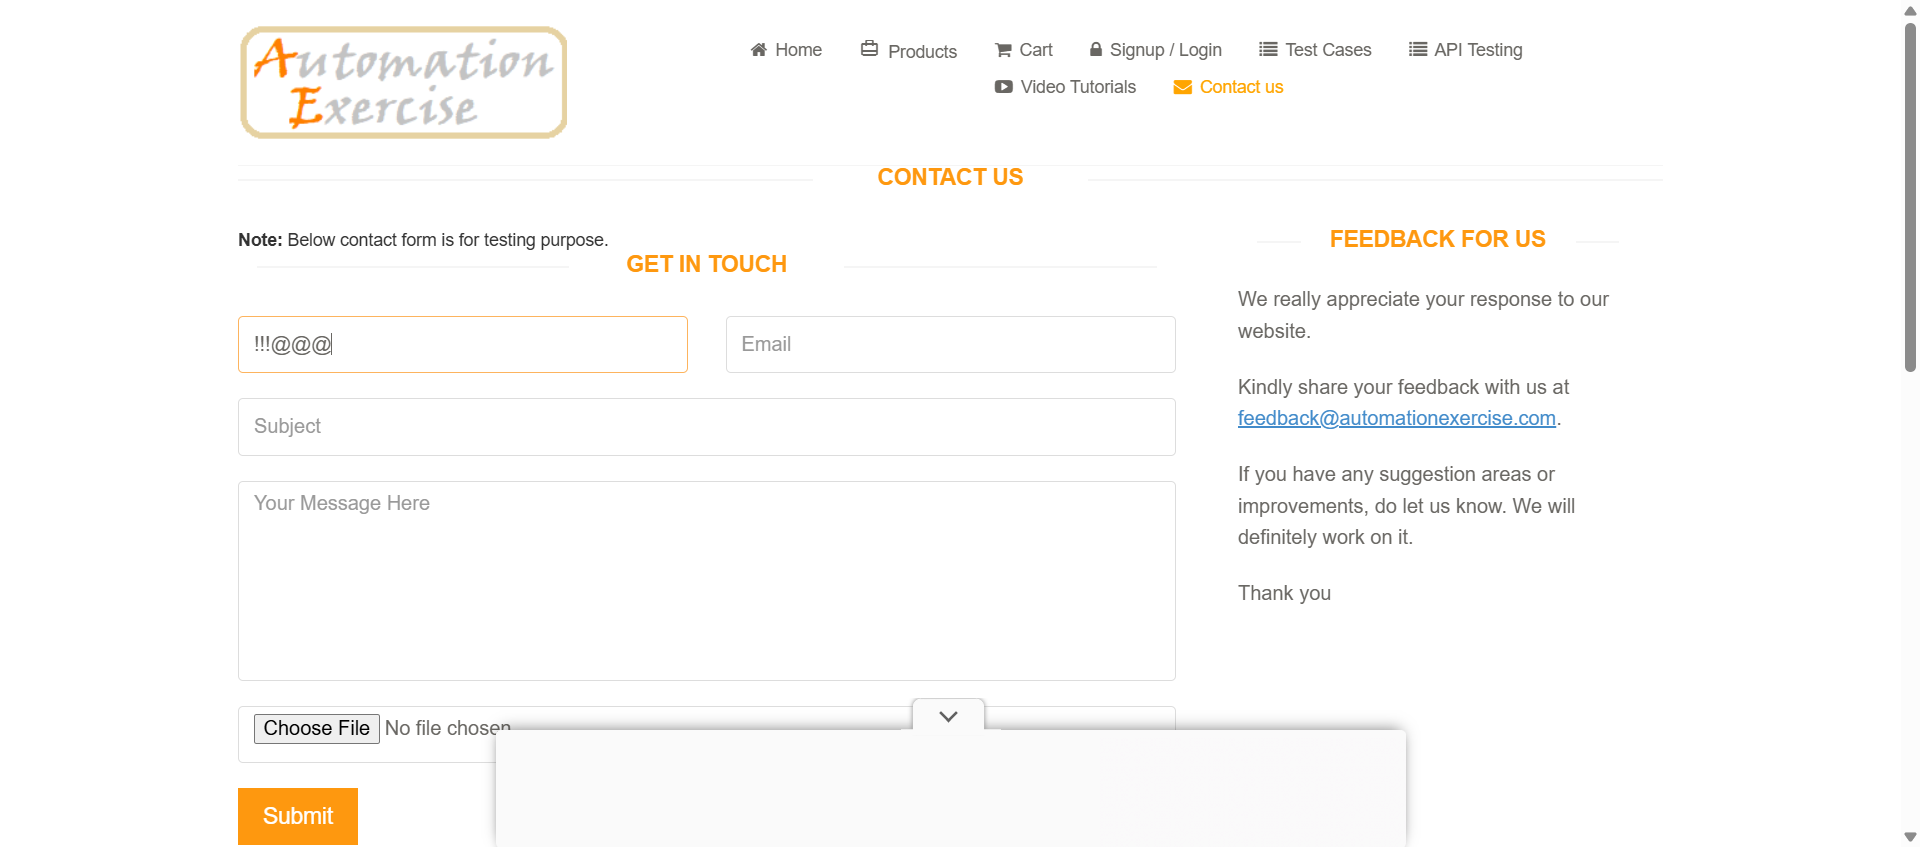 Automation
Exercise
Home
Products
Cart
Signup / Login
Test Cases
API Testing
Video Tutorials
Contact us
CONTACT US
Note: Below contact form is for testing purpose.
GET IN TOUCH
!!!@@@
Email
Subject
Your Message Here
Choose File No file chosen
Submit
FEEDBACK FOR US
We really appreciate your response to our
website.
Kindly share your feedback with us at
feedback@automationexercise.com.
If you have any suggestion areas or
improvements, do let us know. We will
definitely work on it.
Thank you